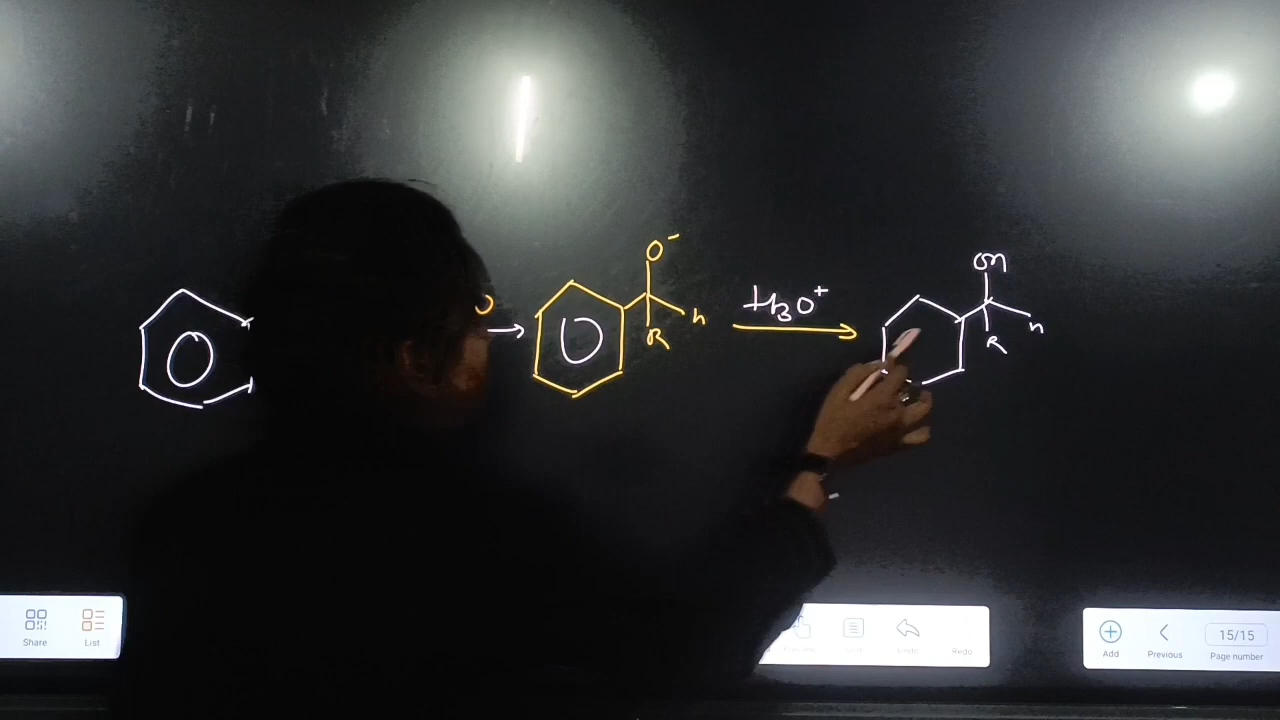 O⁻
R
h
H₃O⁺
OH
R
n
Share
List
Undo
Redo
Add
Previous
15/15
Page number